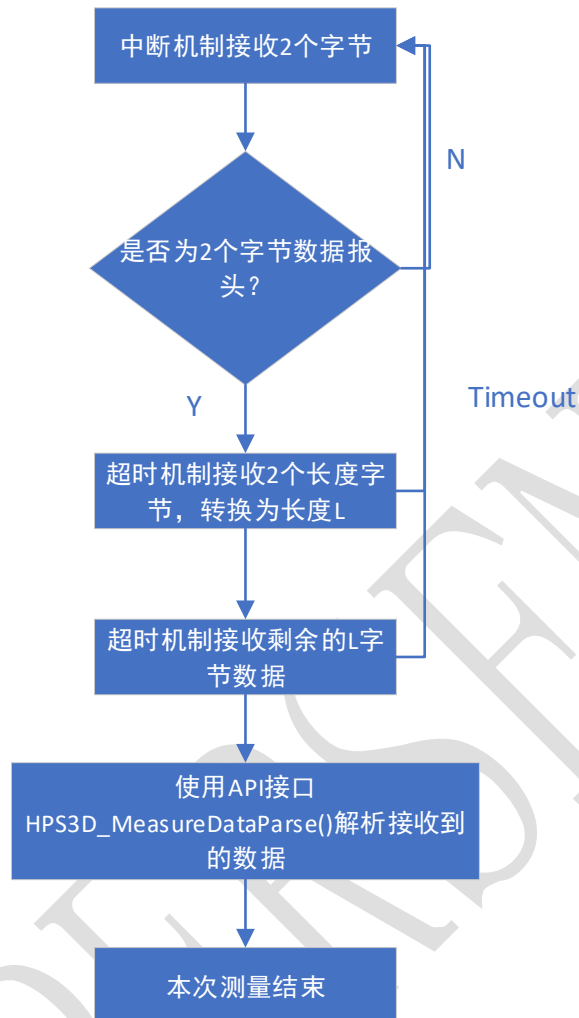 中断机制接收2个字节
N
是否为2个字节数据报
头？
Timeout
Y
超时机制接收2个长度字
节，转换为长度L
超时机制接收剩余的L字
节数据
使用API接口
HPS3D_MeasureDataParse()解析接收到
的数据
本次测量结束